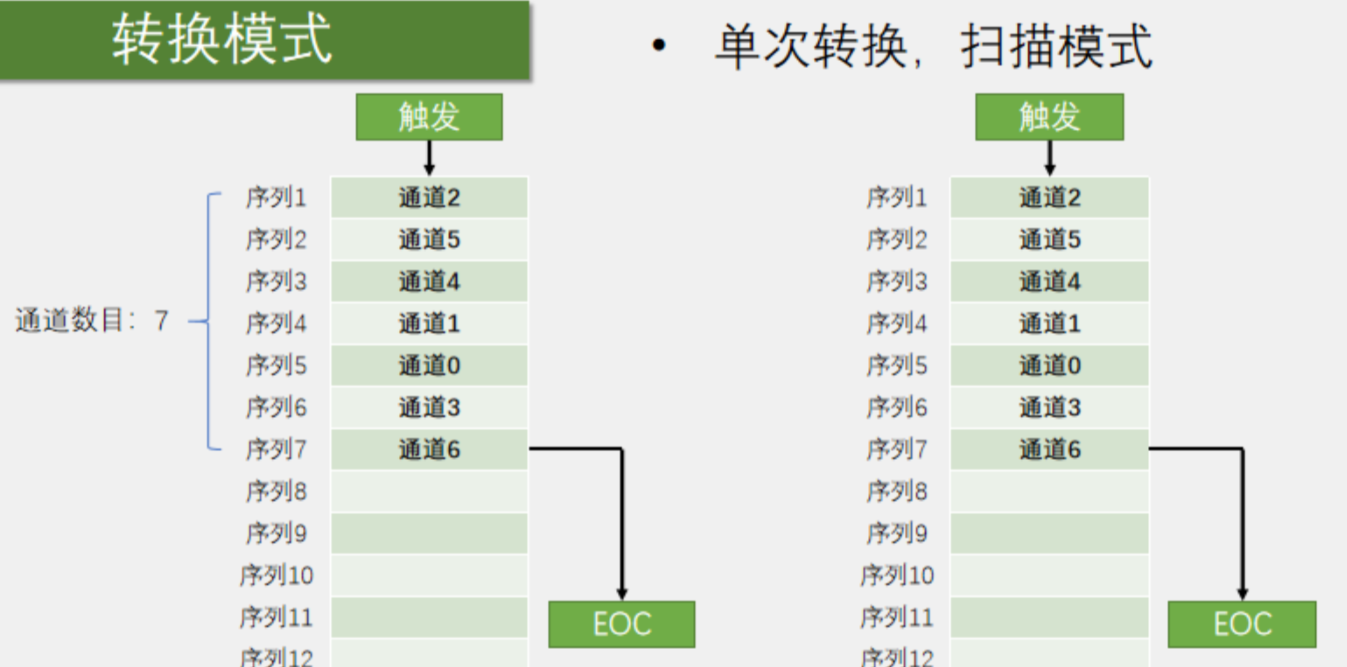 转换模式
• 单次转换，扫描模式
触发
序列1 通道2
序列2 通道5
序列3 通道4
序列4 通道1
序列5 通道0
序列6 通道3
序列7 通道6
序列8
序列9
序列10
序列11
序列12
通道数目：7
EOC
触发
序列1 通道2
序列2 通道5
序列3 通道4
序列4 通道1
序列5 通道0
序列6 通道3
序列7 通道6
序列8
序列9
序列10
序列11
序列12
EOC